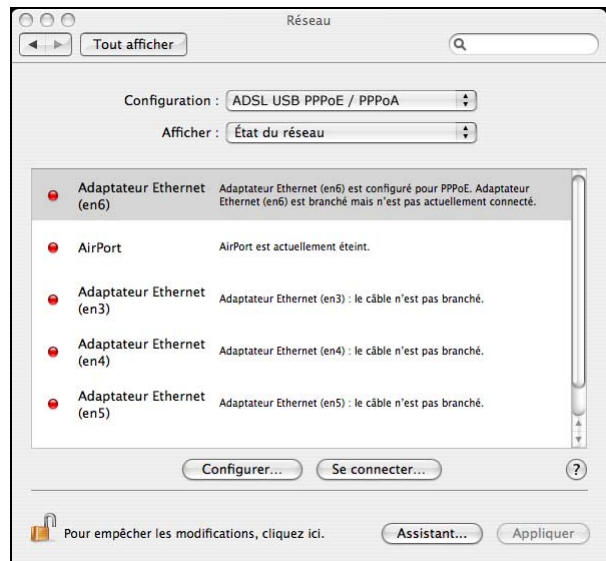 Réseau
Tout afficher
Configuration : ADSL USB PPPoE / PPPoA
Afficher : État du réseau
Adaptateur Ethernet (en6)
Adaptateur Ethernet (en6) est configuré pour PPPoE. Adaptateur
Ethernet (en6) est branché mais n'est pas actuellement connecté.
AirPort
AirPort est actuellement éteint.
Adaptateur Ethernet
(en3)
Adaptateur Ethernet (en3) : le câble n'est pas branché.
Adaptateur Ethernet
(en4)
Adaptateur Ethernet (en4) : le câble n'est pas branché.
Adaptateur Ethernet
(en5)
Adaptateur Ethernet (en5) : le câble n'est pas branché.
Configurer... Se connecter... ?
Pour empêcher les modifications, cliquez ici. Assistant... Appliquer